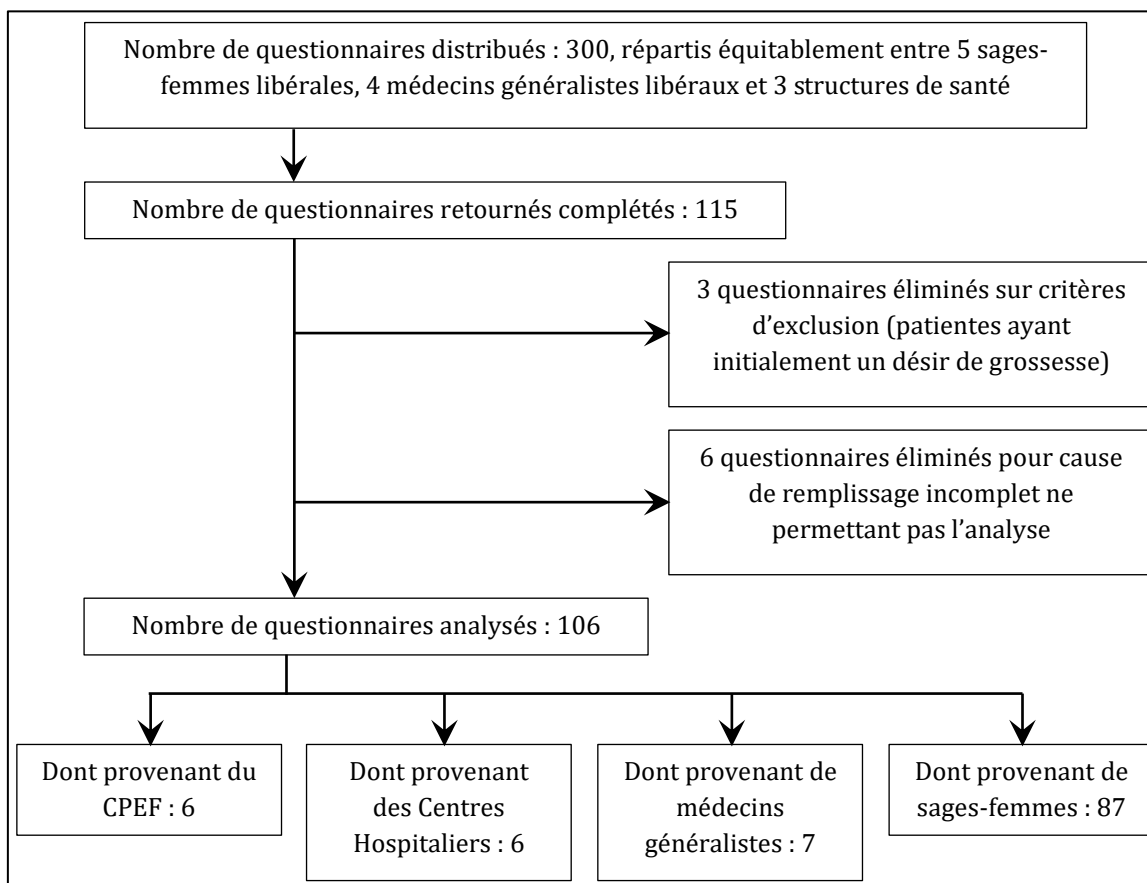 Nombre de questionnaires distribués : 300, répartis équitablement entre 5 sages-
femmes libérales, 4 médecins généralistes libéraux et 3 structures de santé
Nombre de questionnaires retournés complétés : 115
3 questionnaires éliminés sur critères
d’exclusion (patientes ayant
initialement un désir de grossesse)
6 questionnaires éliminés pour cause
de remplissage incomplet ne
permettant pas l’analyse
Nombre de questionnaires analysés : 106
Dont provenant du
CPEF : 6
Dont provenant
des Centres
Hospitaliers : 6
Dont provenant de
médecins
généralistes : 7
Dont provenant de
sages-femmes : 87